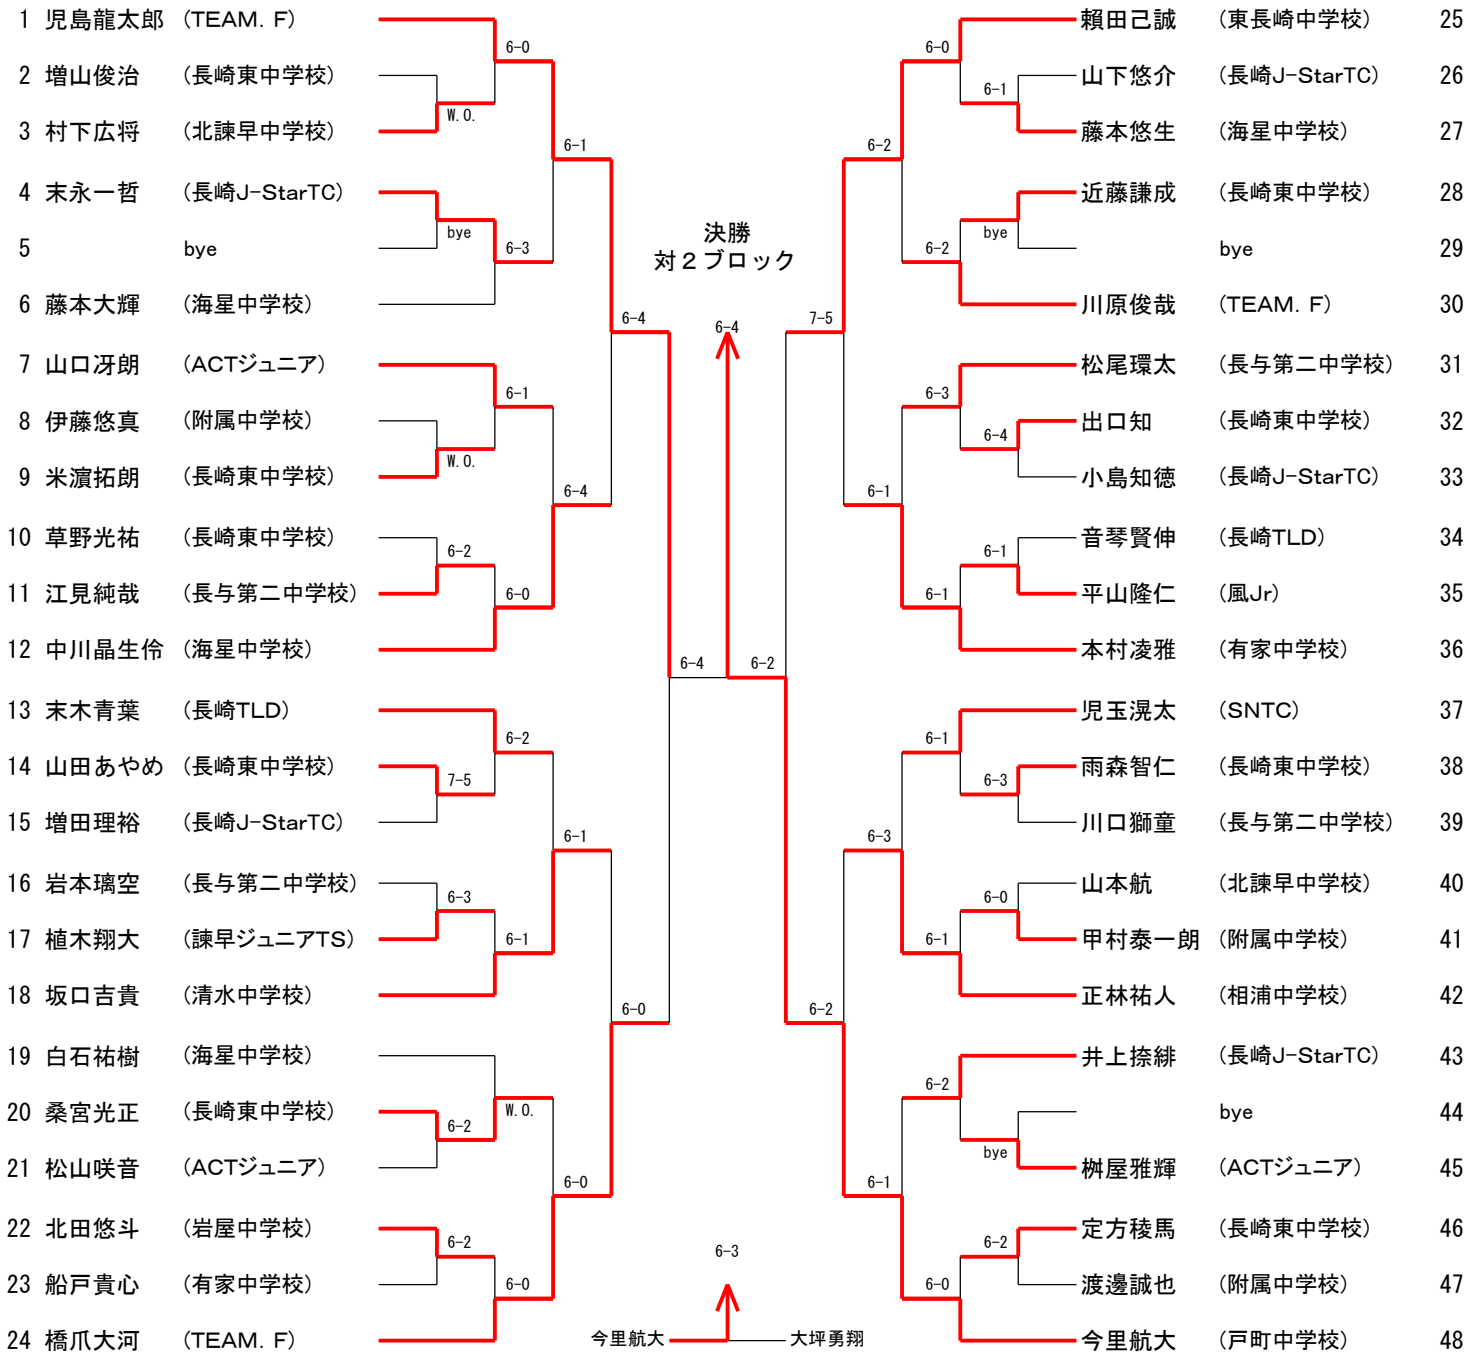 1 児島龍太郎 (TEAM. F)
2 増山俊治 (長崎東中学校)
3 村下広将 (北諫早中学校)
4 末永一哲 (長崎J-StarTC)
5 bye
6 藤本大輝 (海星中学校)
7 山口冴朗 (ACTジュニア)
8 伊藤悠真 (附属中学校)
9 米濵拓朗 (長崎東中学校)
10 草野光祐 (長崎東中学校)
11 江見純哉 (長与第二中学校)
12 中川晶生伶 (海星中学校)
13 末木青葉 (長崎TLD)
14 山田あやめ (長崎東中学校)
15 増田理裕 (長崎J-StarTC)
16 岩本璃空 (長与第二中学校)
17 植木翔大 (諫早ジュニアTS)
18 坂口吉貴 (清水中学校)
19 白石祐樹 (海星中学校)
20 桑宮光正 (長崎東中学校)
21 松山咲音 (ACTジュニア)
22 北田悠斗 (岩屋中学校)
23 船戸貴心 (有家中学校)
24 橋爪大河 (TEAM. F)
W.O.
bye
W.O.
6-2
7-5
6-3
6-2
6-2
6-0
6-3
6-1
6-0
6-2
6-1
W.O.
6-0
6-1
6-4
6-1
6-0
6-4
6-0
6-4
決勝
対2ブロック
6-4
6-2
7-5
6-2
6-2
6-1
6-3
6-1
6-0
6-2
6-3
6-1
6-1
6-1
6-2
6-0
6-1
bye
6-4
6-1
6-3
6-0
bye
6-2
賴田己誠 (東長崎中学校) 25
山下悠介 (長崎J-StarTC) 26
藤本悠生 (海星中学校) 27
近藤謙成 (長崎東中学校) 28
bye 29
川原俊哉 (TEAM. F) 30
松尾環太 (長与第二中学校) 31
出口知 (長崎東中学校) 32
小島知徳 (長崎J-StarTC) 33
音琴賢伸 (長崎TLD) 34
平山隆仁 (風Jr) 35
本村凌雅 (有家中学校) 36
児玉滉太 (SNTC) 37
雨森智仁 (長崎東中学校) 38
川口獅童 (長与第二中学校) 39
山本航 (北諫早中学校) 40
甲村泰一朗 (附属中学校) 41
正林祐人 (相浦中学校) 42
井上捺緋 (長崎J-StarTC) 43
bye 44
桝屋雅輝 (ACTジュニア) 45
定方稜馬 (長崎東中学校) 46
渡邊誠也 (附属中学校) 47
今里航大 (戸町中学校) 48
6-3
今里航大 大坪勇翔